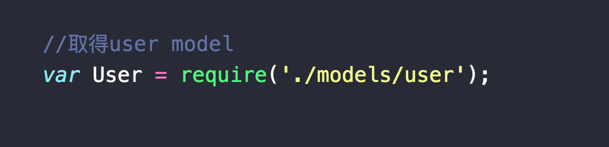 //取得user model
var User = require('./models/user');